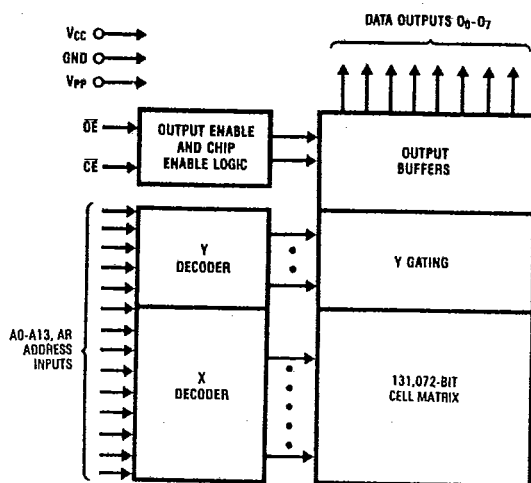 DATA OUTPUTS O0-O7
VCC
GND
VPP
OE
CE
OUTPUT ENABLE
AND CHIP
ENABLE LOGIC
OUTPUT
BUFFERS
Y
DECODER
Y GATING
A0-A13, AR
ADDRESS
INPUTS
X
DECODER
131,072-BIT
CELL MATRIX